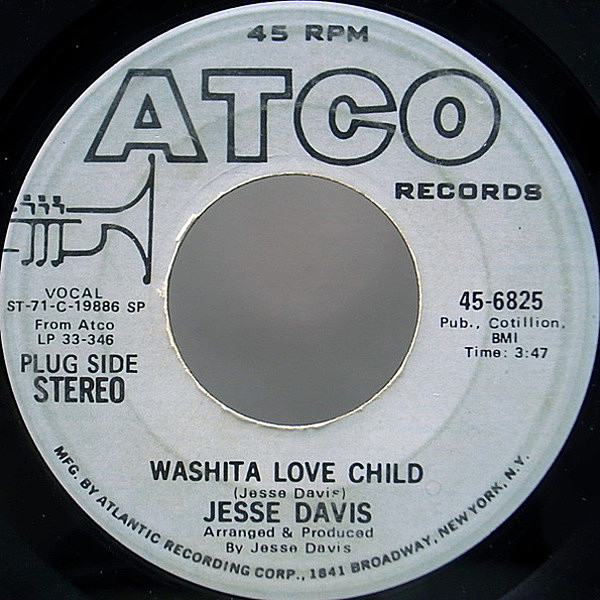 45 RPM
ATCO
RECORDS
VOCAL
ST-71-C-19886 SP
From Atco
LP 33-346
PLUG SIDE
STEREO
45-6825
Pub., Cotillion,
BMI
Time: 3:47
WASHITA LOVE CHILD
(Jesse Davis)
JESSE DAVIS
Arranged & Produced
By Jesse Davis
MFG. BY ATLANTIC RECORDING CORP., 1841 BROADWAY, NEW YORK, N.Y.